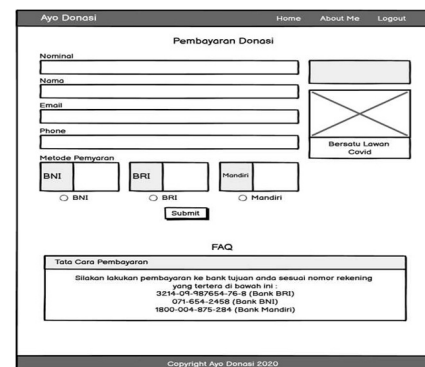 Ayo Donasi Home About Me Logout
Pembayaran Donasi
Nominal
Nama
Email
Phone
Bersatu Lawan
Covid
Metode Pemyaran
BNI BRI Mandiri
BNI BRI Mandiri
Submit
FAQ
Tata Cara Pembayaran
Silakan lakukan pembayaran ke bank tujuan anda sesuai nomor rekening
yang tertera di bawah ini :
3214-09-987654-76-8 (Bank BRI)
071-654-2458 (Bank BNI)
1800-004-875-284 (Bank Mandiri)
Copyright Ayo Donasi 2020